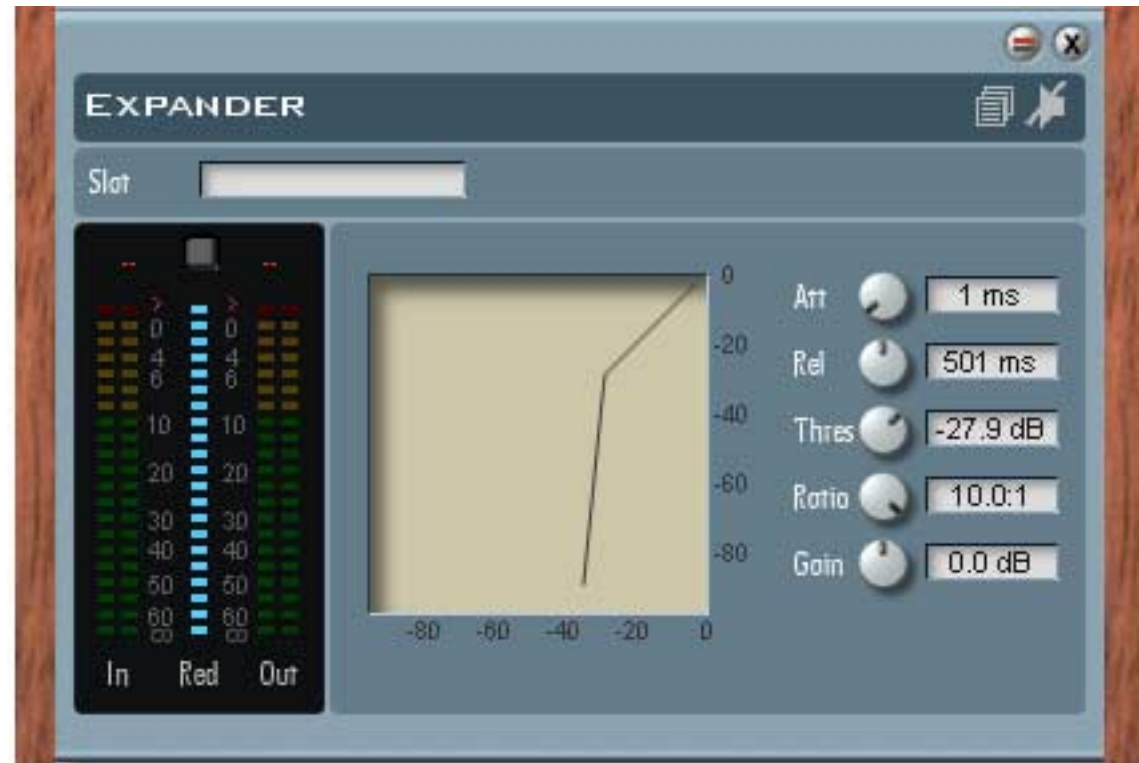 EXPANDER
Slot
-- --
> >
0 0
4 4
6 6
10 10
20 20
30 30
40 40
50 50
60 60
∞ ∞
In Red Out
0
-20
-40
-60
-80
-80 -60 -40 -20 0
Att 1 ms
Rel 501 ms
Thres -27.9 dB
Ratio 10.0:1
Gain 0.0 dB
X